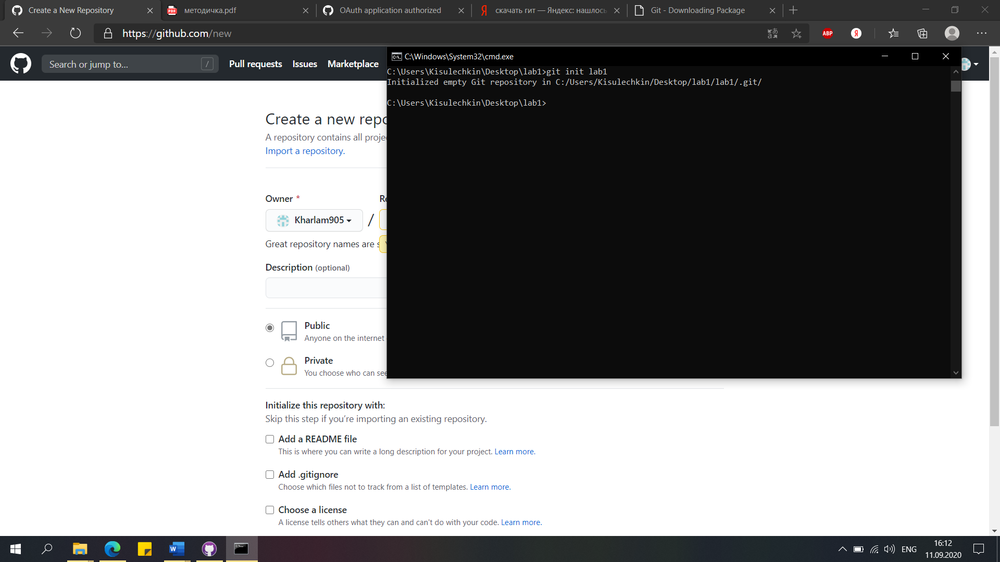 Create a New Repository
методичка.pdf
OAuth application authorized
скачать гит — Яндекс: нашлось
Git - Downloading Package
https://github.com/new
ABP
Я
Search or jump to...
/
Pull requests
Issues
Marketplace
C:\Windows\System32\cmd.exe
C:\Users\Kisulechkin\Desktop\lab1>git init lab1
Initialized empty Git repository in C:/Users/Kisulechkin/Desktop/lab1/lab1/.git/
C:\Users\Kisulechkin\Desktop\lab1>
Create a new repo
A repository contains all projec
Import a repository.
Owner *
Re
Kharlam905
/
Great repository names are s
Description (optional)
Public
Anyone on the internet
Private
You choose who can see
Initialize this repository with:
Skip this step if you're importing an existing repository.
Add a README file
This is where you can write a long description for your project. Learn more.
Add .gitignore
Choose which files not to track from a list of templates. Learn more.
Choose a license
A license tells others what they can and can't do with your code. Learn more.
ENG
16:12
11.09.2020